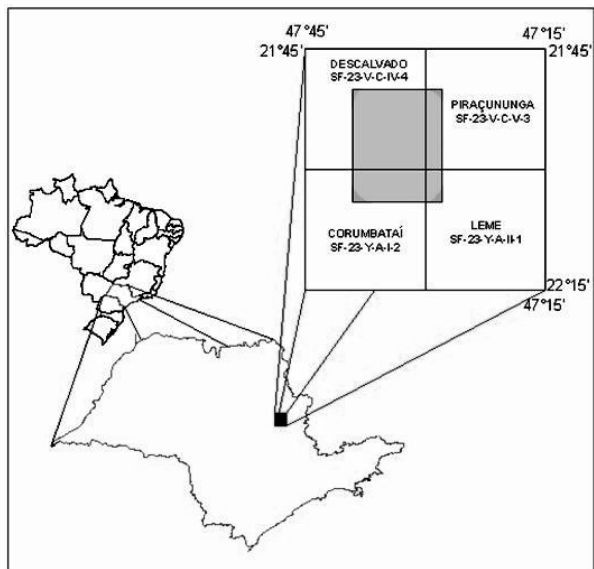 47°45' 47°15'
21°45' 21°45'
DESCALVADO
SF-23-V-C-IV-4
PIRAÇUNUNGA
SF-23-V-C-V-3
CORUMBATAÍ
SF-23-Y-A-I-2
LEME
SF-23-Y-A-II-1
22°15'
47°15'